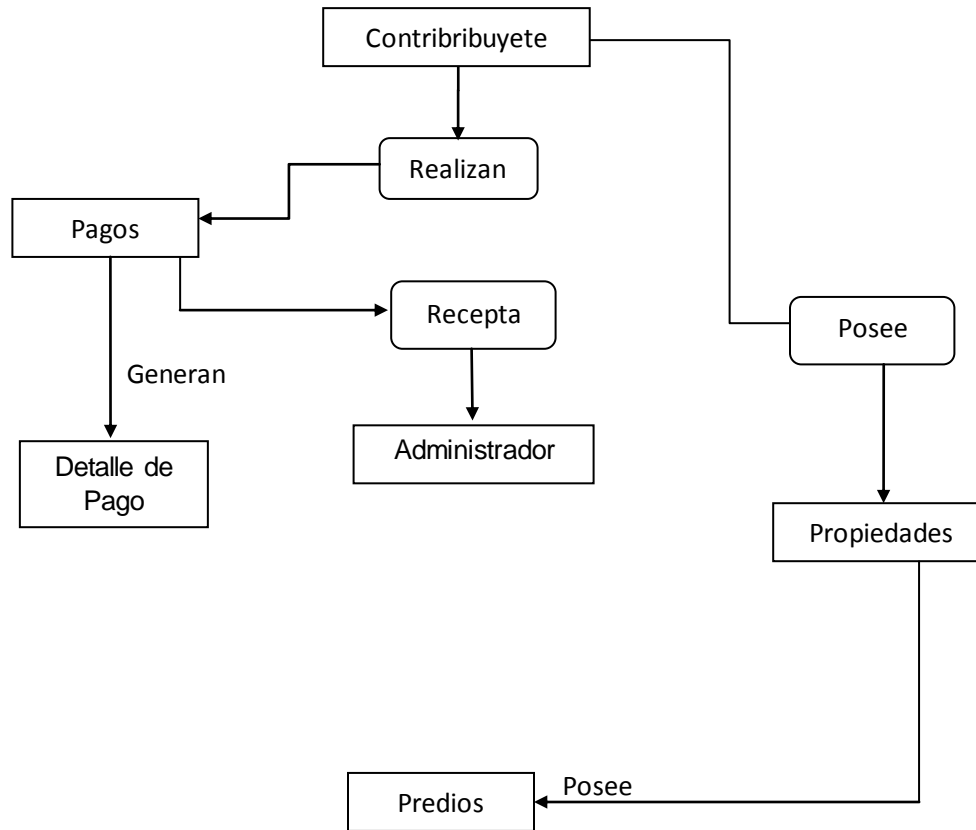 Contribribuyete
Realizan
Pagos
Recepta
Posee
Generan
Administrador
Detalle de
Pago
Propiedades
Posee
Predios